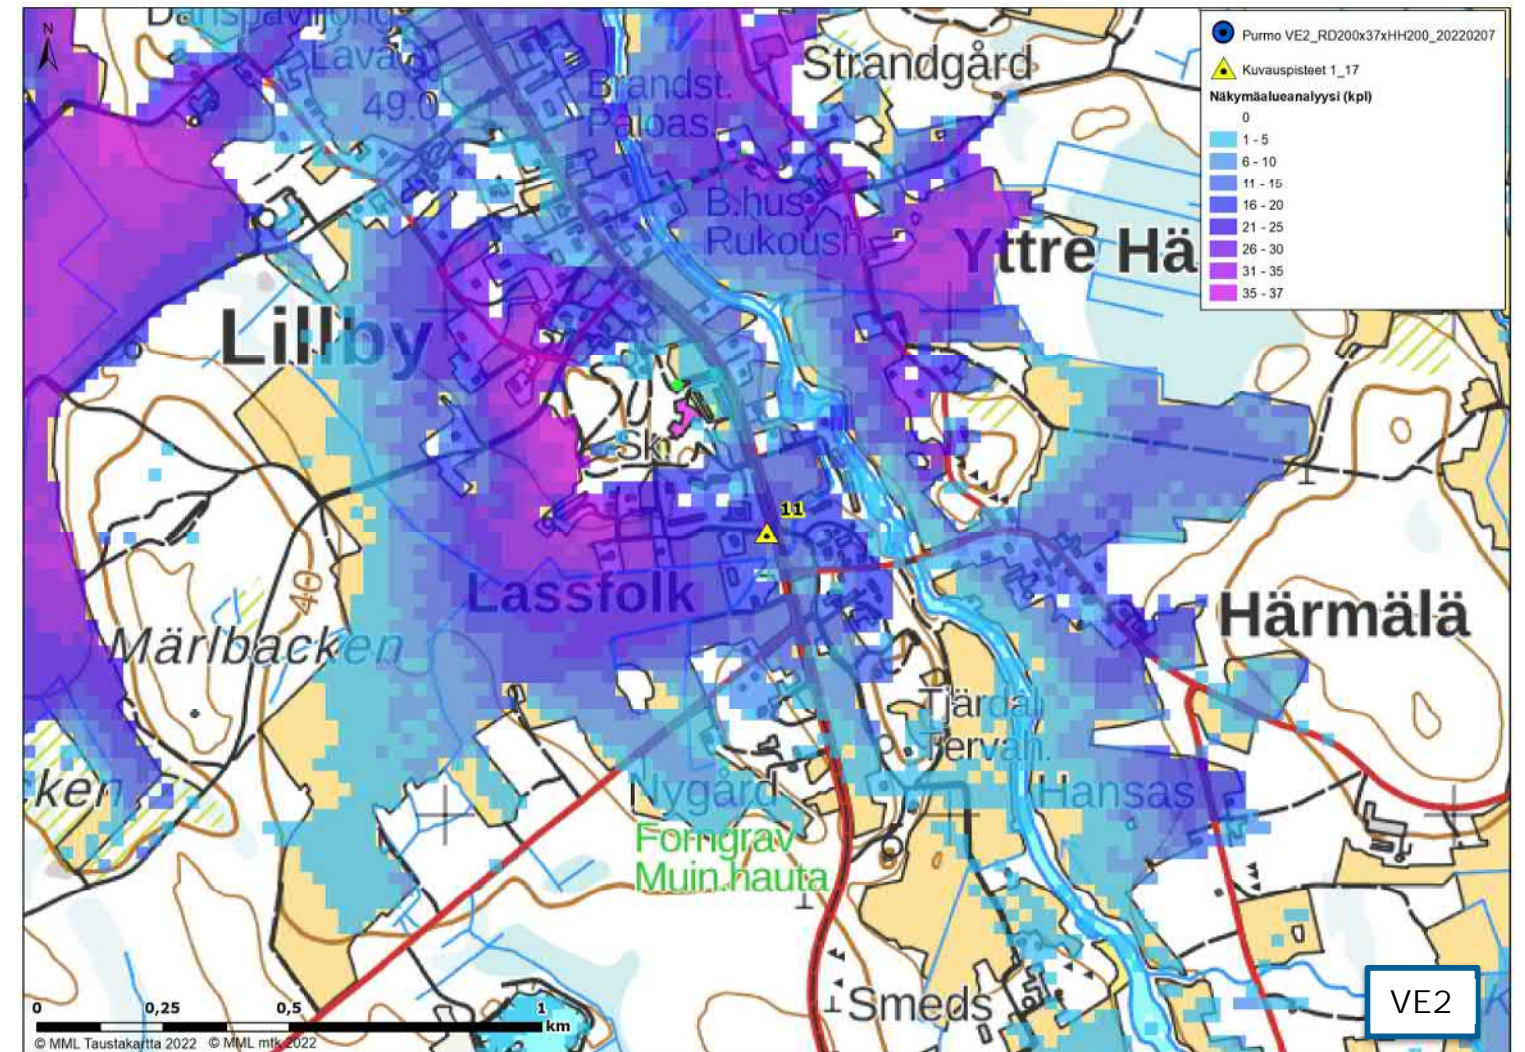 N
Danspaviljong
Lavat
49.0
Brandst.
Paloas.
Strandgård
B.hus
Rukoush.
Yttre Hä
Purmo VE2_RD200x37xHH200_20220207
Kuvauspisteet 1_17
Näkymäalueanalyysi (kpl)
0
1 - 5
6 - 10
11 - 15
16 - 20
21 - 25
26 - 30
31 - 35
35 - 37
Lillby
Sk
11
Lassfolk
40
Märlbacken
Härmälä
Tjärdal
Tervah.
ken
Nygård
Hansas
Forngrav
Muin.hauta
Smeds
VE2
0 0,25 0,5 1
km
© MML Taustakartta 2022 © MML mtk 2022